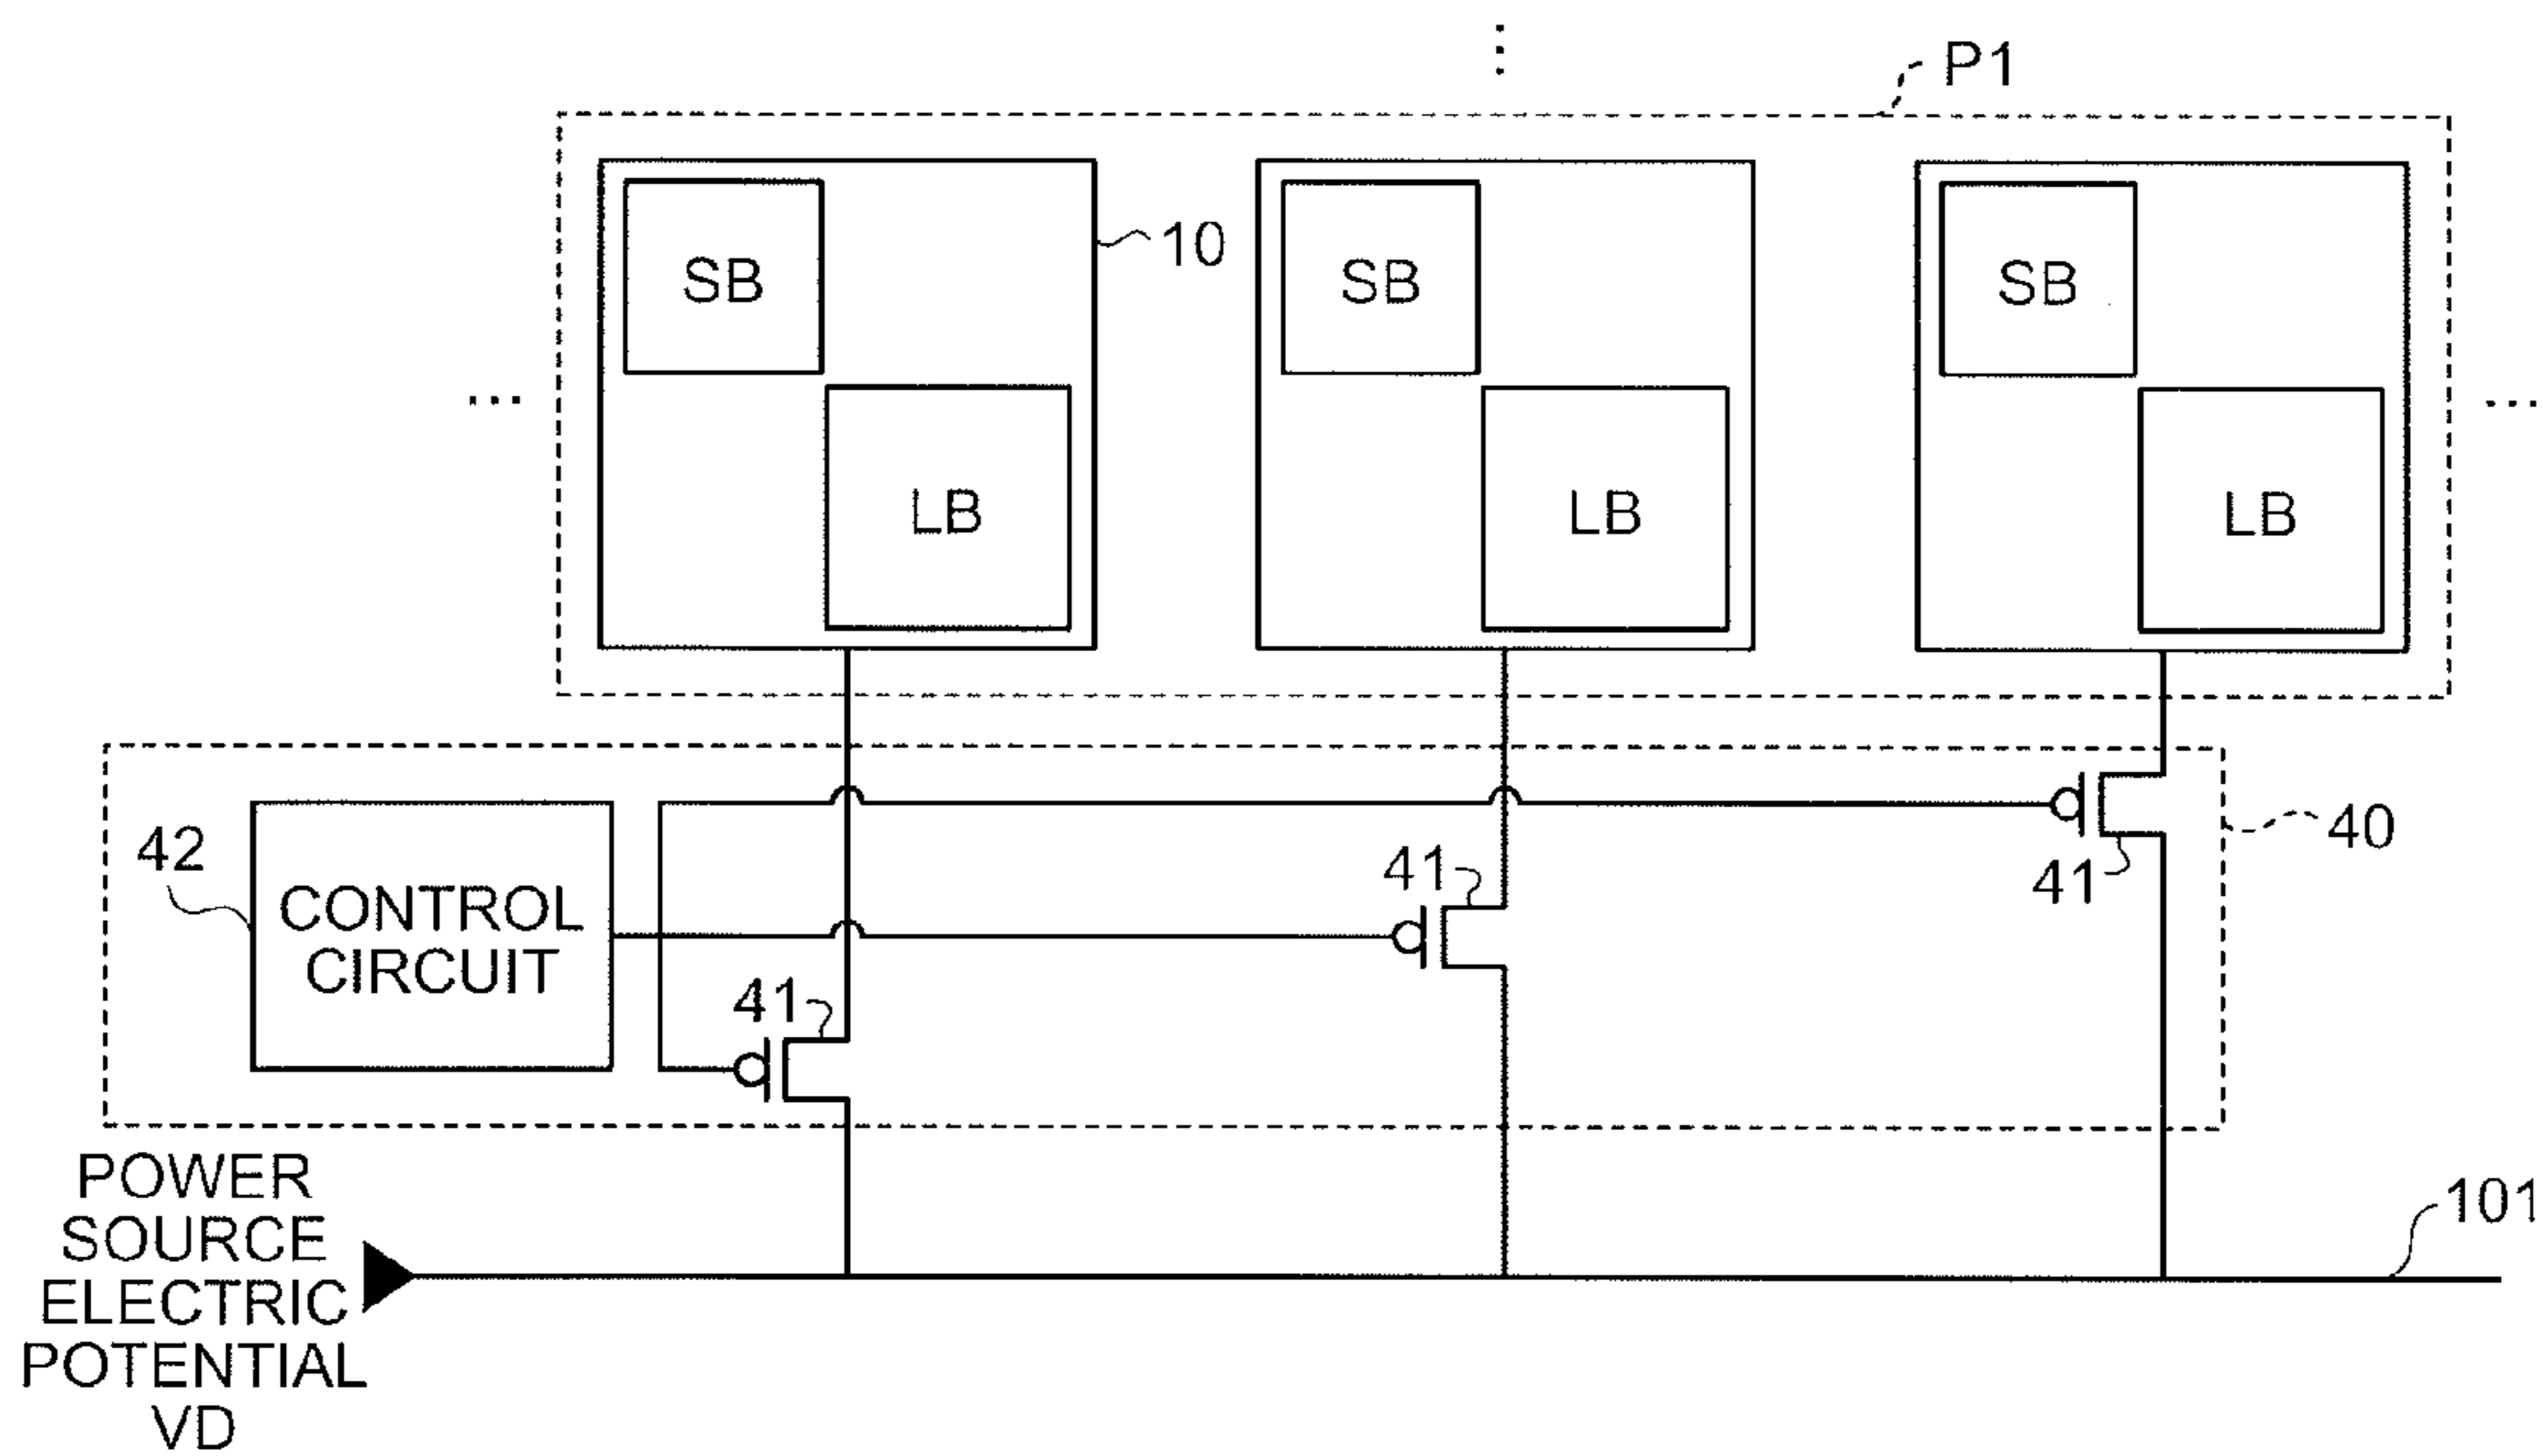 P1
10
SB
SB
SB
LB
LB
LB
42
CONTROL
CIRCUIT
41
41
41
40
POWER
SOURCE
ELECTRIC
POTENTIAL
VD
101